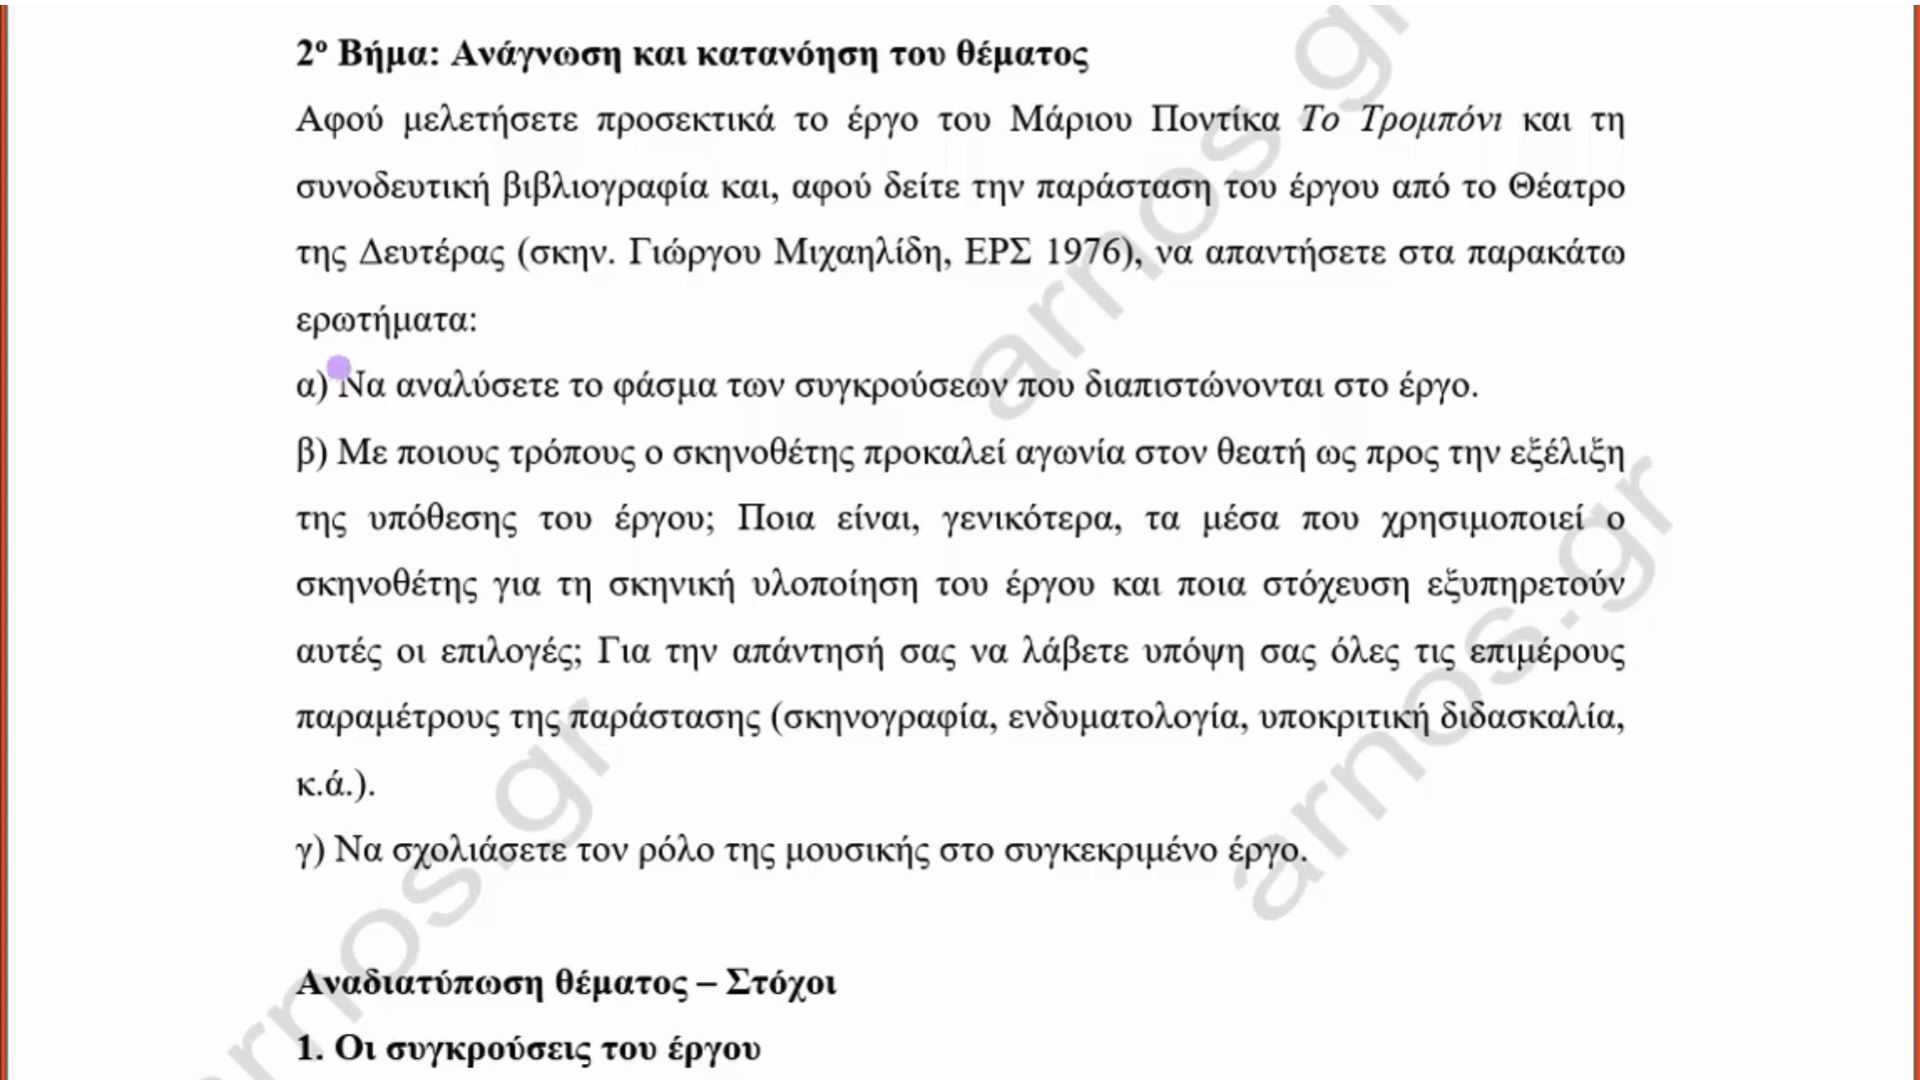 2ο Βήμα: Ανάγνωση και κατανόηση του θέματος
Αφού μελετήσετε προσεκτικά το έργο του Μάριου Ποντίκα Το Τρομπόνι και τη
συνοδευτική βιβλιογραφία και, αφού δείτε την παράσταση του έργου από το Θέατρο
της Δευτέρας (σκην. Γιώργου Μιχαηλίδη, ΕΡΣ 1976), να απαντήσετε στα παρακάτω
ερωτήματα:
α) Να αναλύσετε το φάσμα των συγκρούσεων που διαπιστώνονται στο έργο.
β) Με ποιους τρόπους ο σκηνοθέτης προκαλεί αγωνία στον θεατή ως προς την εξέλιξη
της υπόθεσης του έργου; Ποια είναι, γενικότερα, τα μέσα που χρησιμοποιεί ο
σκηνοθέτης για τη σκηνική υλοποίηση του έργου και ποια στόχευση εξυπηρετούν
αυτές οι επιλογές; Για την απάντησή σας να λάβετε υπόψη σας όλες τις επιμέρους
παραμέτρους της παράστασης (σκηνογραφία, ενδυματολογία, υποκριτική διδασκαλία,
κ.ά.).
γ) Να σχολιάσετε τον ρόλο της μουσικής στο συγκεκριμένο έργο.
Αναδιατύπωση θέματος – Στόχοι
1. Οι συγκρούσεις του έργου
arnos.gr
arnos.gr
arnos.gr